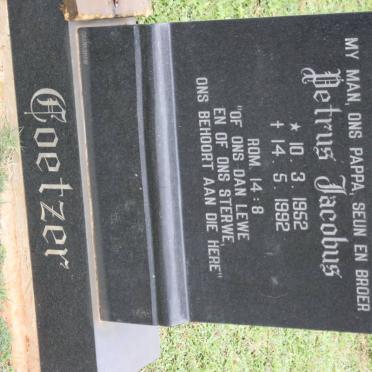 MY MAN, ONS PAPPA, SEUN EN BROER
Petrus Jacobus
★ 10. 3. 1952
† 14. 5. 1992
ROM. 14 : 8
"OF ONS DAN LEWE
EN OF ONS STERWE,
ONS BEHOORT AAN DIE HERE"
Coetzer